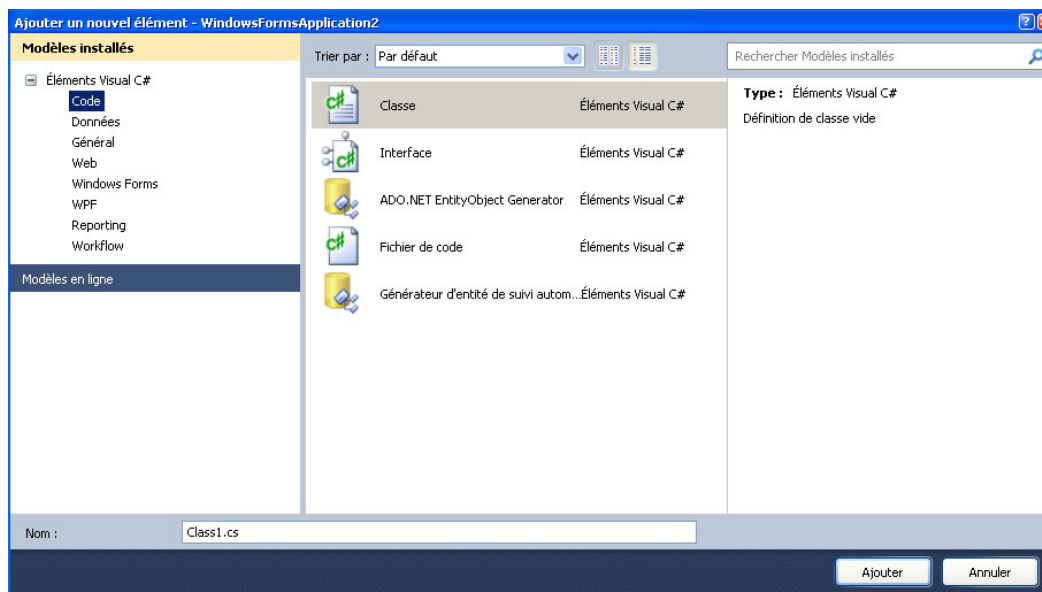 Ajouter un nouvel élément - WindowsFormsApplication2
Modèles installés
Éléments Visual C#
Code
Données
Général
Web
Windows Forms
WPF
Reporting
Workflow
Modèles en ligne
Trier par : Par défaut
Classe Éléments Visual C#
Interface Éléments Visual C#
ADO.NET EntityObject Generator Éléments Visual C#
Fichier de code Éléments Visual C#
Générateur d'entité de suivi autom...Éléments Visual C#
Rechercher Modèles installés
Type : Éléments Visual C#
Définition de classe vide
Nom : Class1.cs
Ajouter Annuler